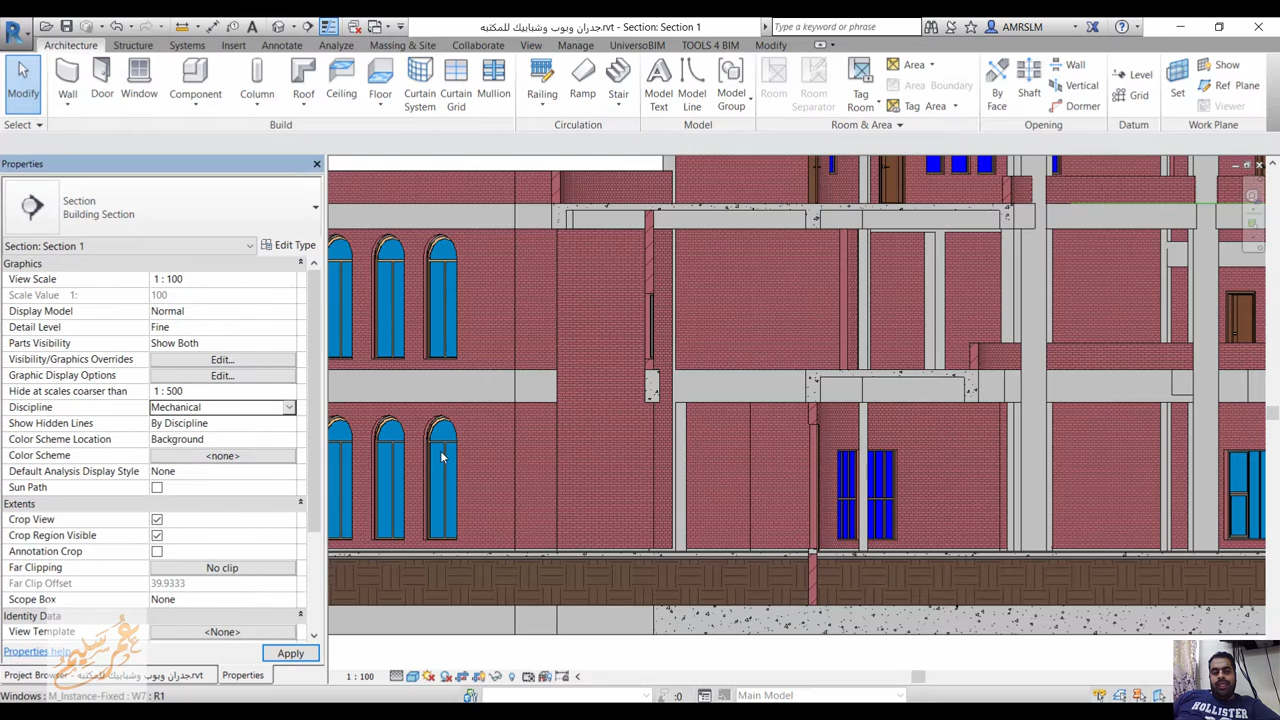 جدران وبوب وشبابيك للمكتبه.rvt - Section: Section 1
Type a keyword or phrase
AMRSLM
Architecture Structure Systems Insert Annotate Analyze Massing & Site Collaborate View Manage UniversoBIM TOOLS 4 BIM Modify
Modify Wall Door Window Component Column Roof Ceiling Floor Curtain System Curtain Grid Mullion Railing Ramp Stair Model Text Model Line Model Group Room Room Separator Tag Room Area Area Boundary Tag Area By Face Shaft Wall Vertical Dormer Level Grid Set Show Ref Plane Viewer
Select Build Circulation Model Room & Area Opening Datum Work Plane
Properties
Section
Building Section
Section: Section 1 Edit Type
Graphics
View Scale 1 : 100
Scale Value 1: 100
Display Model Normal
Detail Level Fine
Parts Visibility Show Both
Visibility/Graphics Overrides Edit...
Graphic Display Options Edit...
Hide at scales coarser than 1 : 500
Discipline Mechanical
Show Hidden Lines By Discipline
Color Scheme Location Background
Color Scheme <none>
Default Analysis Display Style None
Sun Path
Extents
Crop View
Crop Region Visible
Annotation Crop
Far Clipping No clip
Far Clip Offset 39.9333
Scope Box None
Identity Data
View Template <None>
Properties help Apply
عمر سليم
Project Browser - جدران وبوب وشبابيك للمكتبه.rvt Properties
1 : 100
Windows : M_Instance-Fixed : W7 : R1
:0 Main Model
HOLLISTER